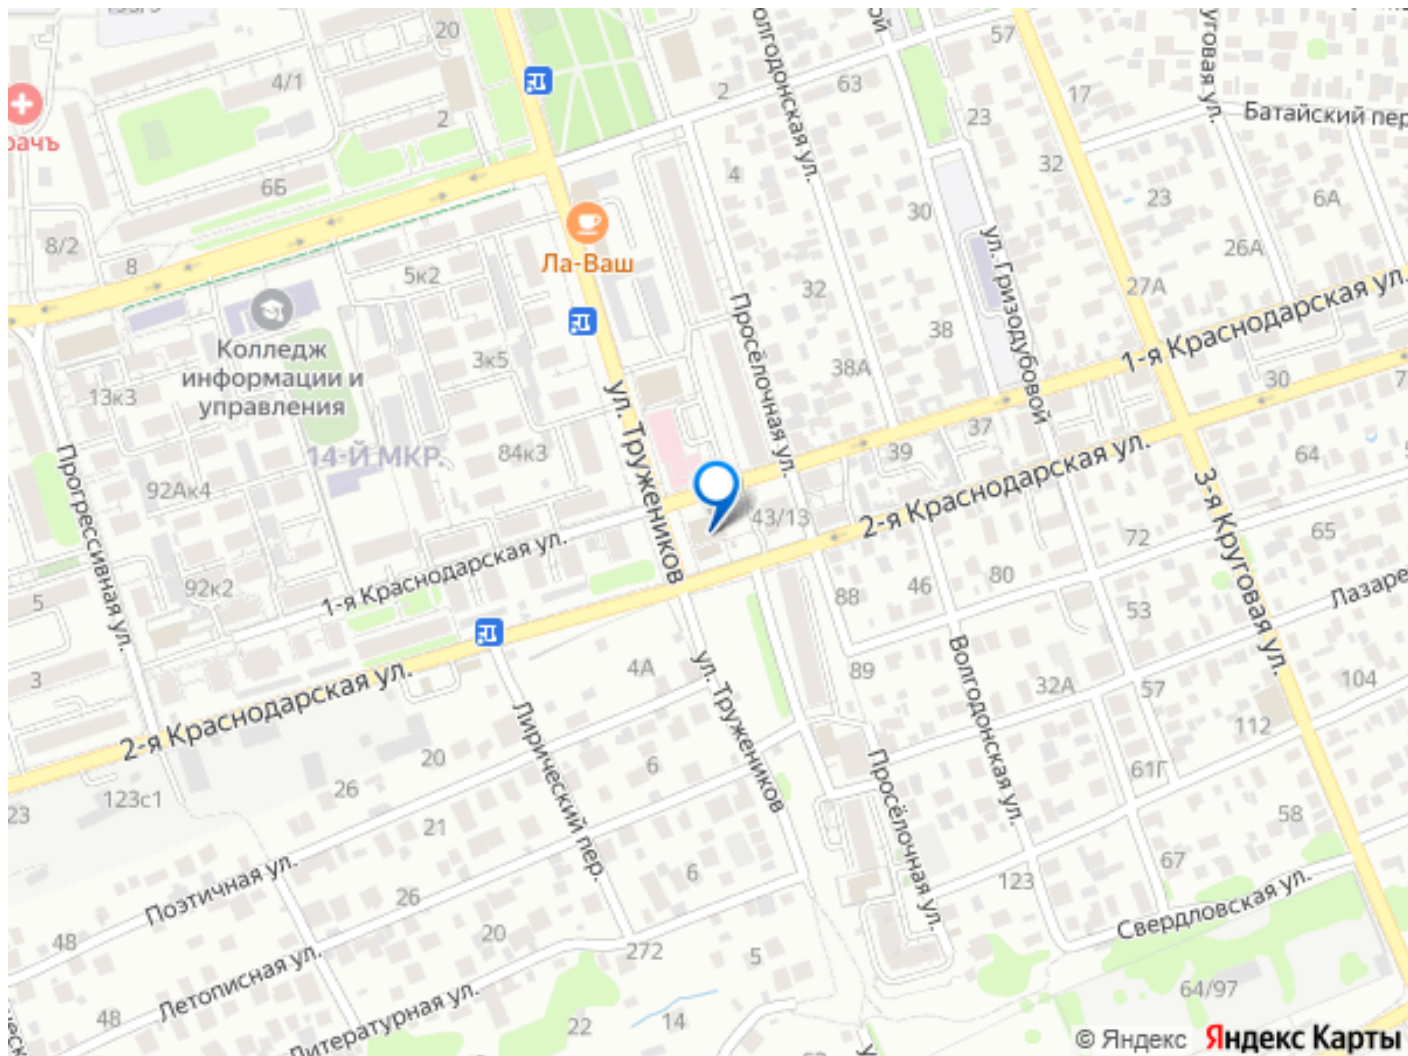 20
57
4/1
63
2
17
2
23
Батайский пер
Волгодонская ул.
4
32
6Б
23
6А
30
8/2
26А
8
5к2
Ла-Ваш
ул. Гризодубовой
32
27А
38
Колледж
информации и
управления
3к5
Просёлочная ул.
1-я Краснодарская ул.
38А
30
13к3
ул. Тружеников
37
39
84к3
14-Й МКР.
64
92Ак4
Прогрессивная ул.
2-я Краснодарская ул.
3-я Круговая ул.
43/13
65
72
1-я Краснодарская ул.
80
92к2
46
88
5
53
Лазаре
4А
89
3
ул. Тружеников
Волгодонская ул.
32А
57
104
2-я Краснодарская ул.
112
Лирический пер.
20
6
61Г
26
123с1
23
Просёлочная ул.
58
21
6
67
Поэтичная ул.
123
26
Свердловская ул.
20
48
272
5
Летописная ул.
64/97
Литературная ул.
48
14
22
© Яндекс Яндекс Карты